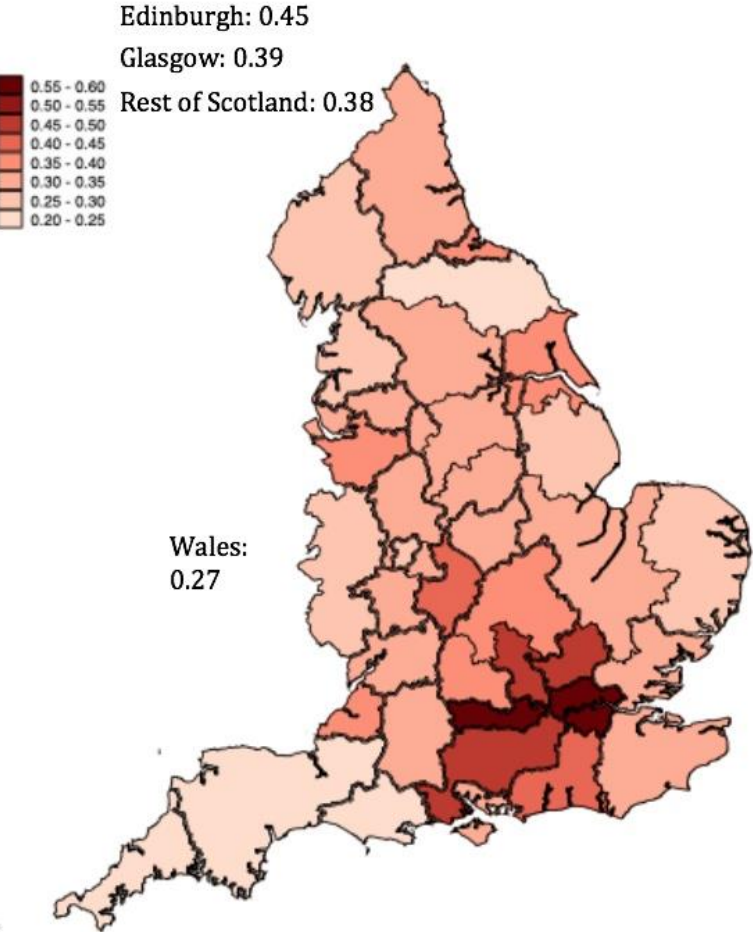 Edinburgh: 0.45
Glasgow: 0.39
Rest of Scotland: 0.38
0.55 - 0.60
0.50 - 0.55
0.45 - 0.50
0.40 - 0.45
0.35 - 0.40
0.30 - 0.35
0.25 - 0.30
0.20 - 0.25
Wales:
0.27